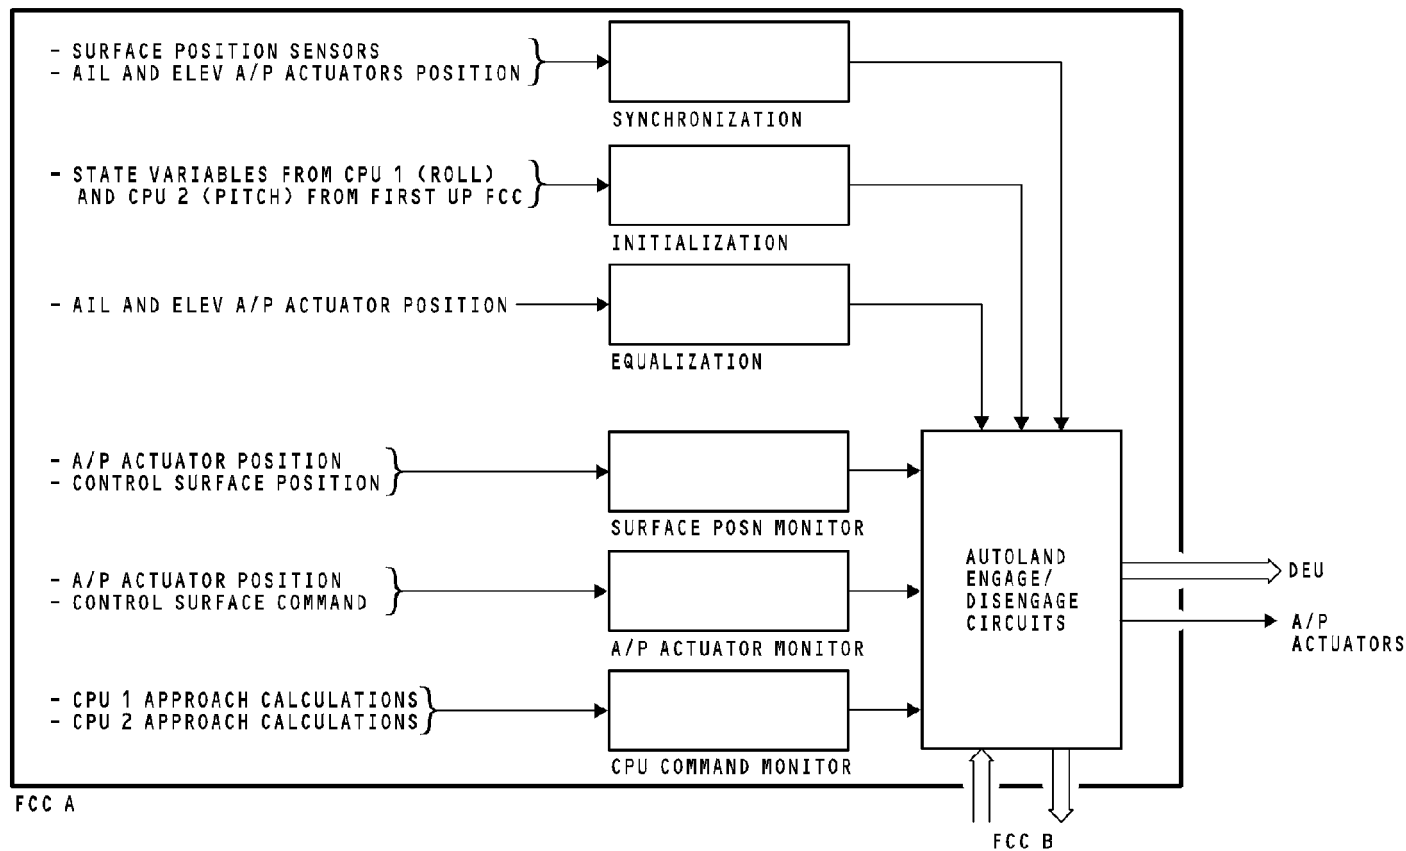 - SURFACE POSITION SENSORS
- AIL AND ELEV A/P ACTUATORS POSITION
SYNCHRONIZATION
- STATE VARIABLES FROM CPU 1 (ROLL)
AND CPU 2 (PITCH) FROM FIRST UP FCC
INITIALIZATION
- AIL AND ELEV A/P ACTUATOR POSITION
EQUALIZATION
- A/P ACTUATOR POSITION
- CONTROL SURFACE POSITION
SURFACE POSN MONITOR
- A/P ACTUATOR POSITION
- CONTROL SURFACE COMMAND
A/P ACTUATOR MONITOR
- CPU 1 APPROACH CALCULATIONS
- CPU 2 APPROACH CALCULATIONS
CPU COMMAND MONITOR
AUTOLAND
ENGAGE/
DISENGAGE
CIRCUITS
DEU
A/P
ACTUATORS
FCC A
FCC B